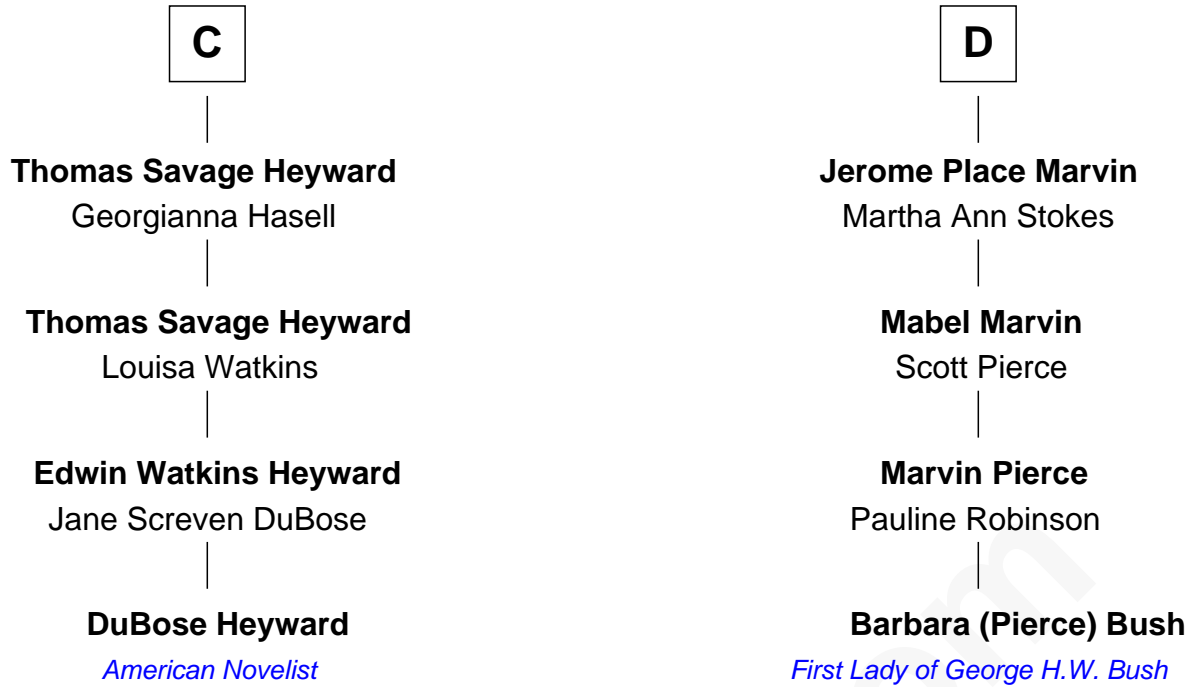 C
Thomas Savage Heyward
Georgianna Hasell
Thomas Savage Heyward
Louisa Watkins
Edwin Watkins Heyward
Jane Screven DuBose
DuBose Heyward
American Novelist
D
Jerome Place Marvin
Martha Ann Stokes
Mabel Marvin
Scott Pierce
Marvin Pierce
Pauline Robinson
Barbara (Pierce) Bush
First Lady of George H.W. Bush